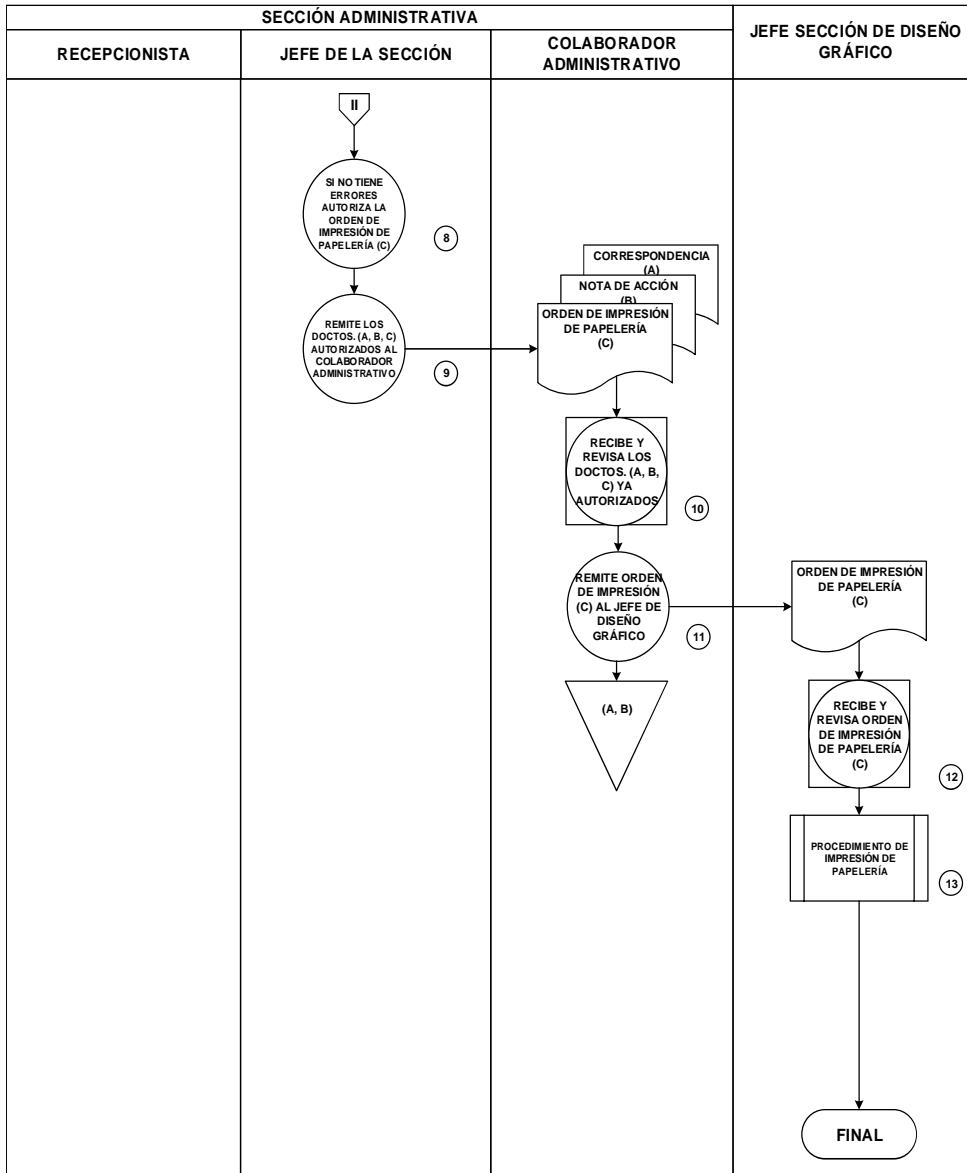 SECCIÓN ADMINISTRATIVA
JEFE SECCIÓN DE DISEÑO
GRÁFICO
RECEPCIONISTA
JEFE DE LA SECCIÓN
COLABORADOR
ADMINISTRATIVO
II
SI NO TIENE
ERRORES
AUTORIZA LA
ORDEN DE
IMPRESIÓN DE
PAPELERÍA (C)
8
REMITE LOS
DOCTOS. (A, B, C)
AUTORIZADOS AL
COLABORADOR
ADMINISTRATIVO
9
CORRESPONDENCIA
(A)
NOTA DE ACCIÓN
(B)
ORDEN DE IMPRESIÓN
DE PAPELERÍA
(C)
RECIBE Y
REVISA LOS
DOCTOS. (A, B,
C) YA
AUTORIZADOS
10
REMITE ORDEN
DE IMPRESIÓN
(C) AL JEFE DE
DISEÑO
GRÁFICO
11
(A, B)
ORDEN DE IMPRESIÓN
DE PAPELERÍA
(C)
RECIBE Y
REVISA ORDEN
DE IMPRESIÓN
DE PAPELERÍA
(C)
12
PROCEDIMIENTO DE
IMPRESIÓN DE
PAPELERÍA
13
FINAL